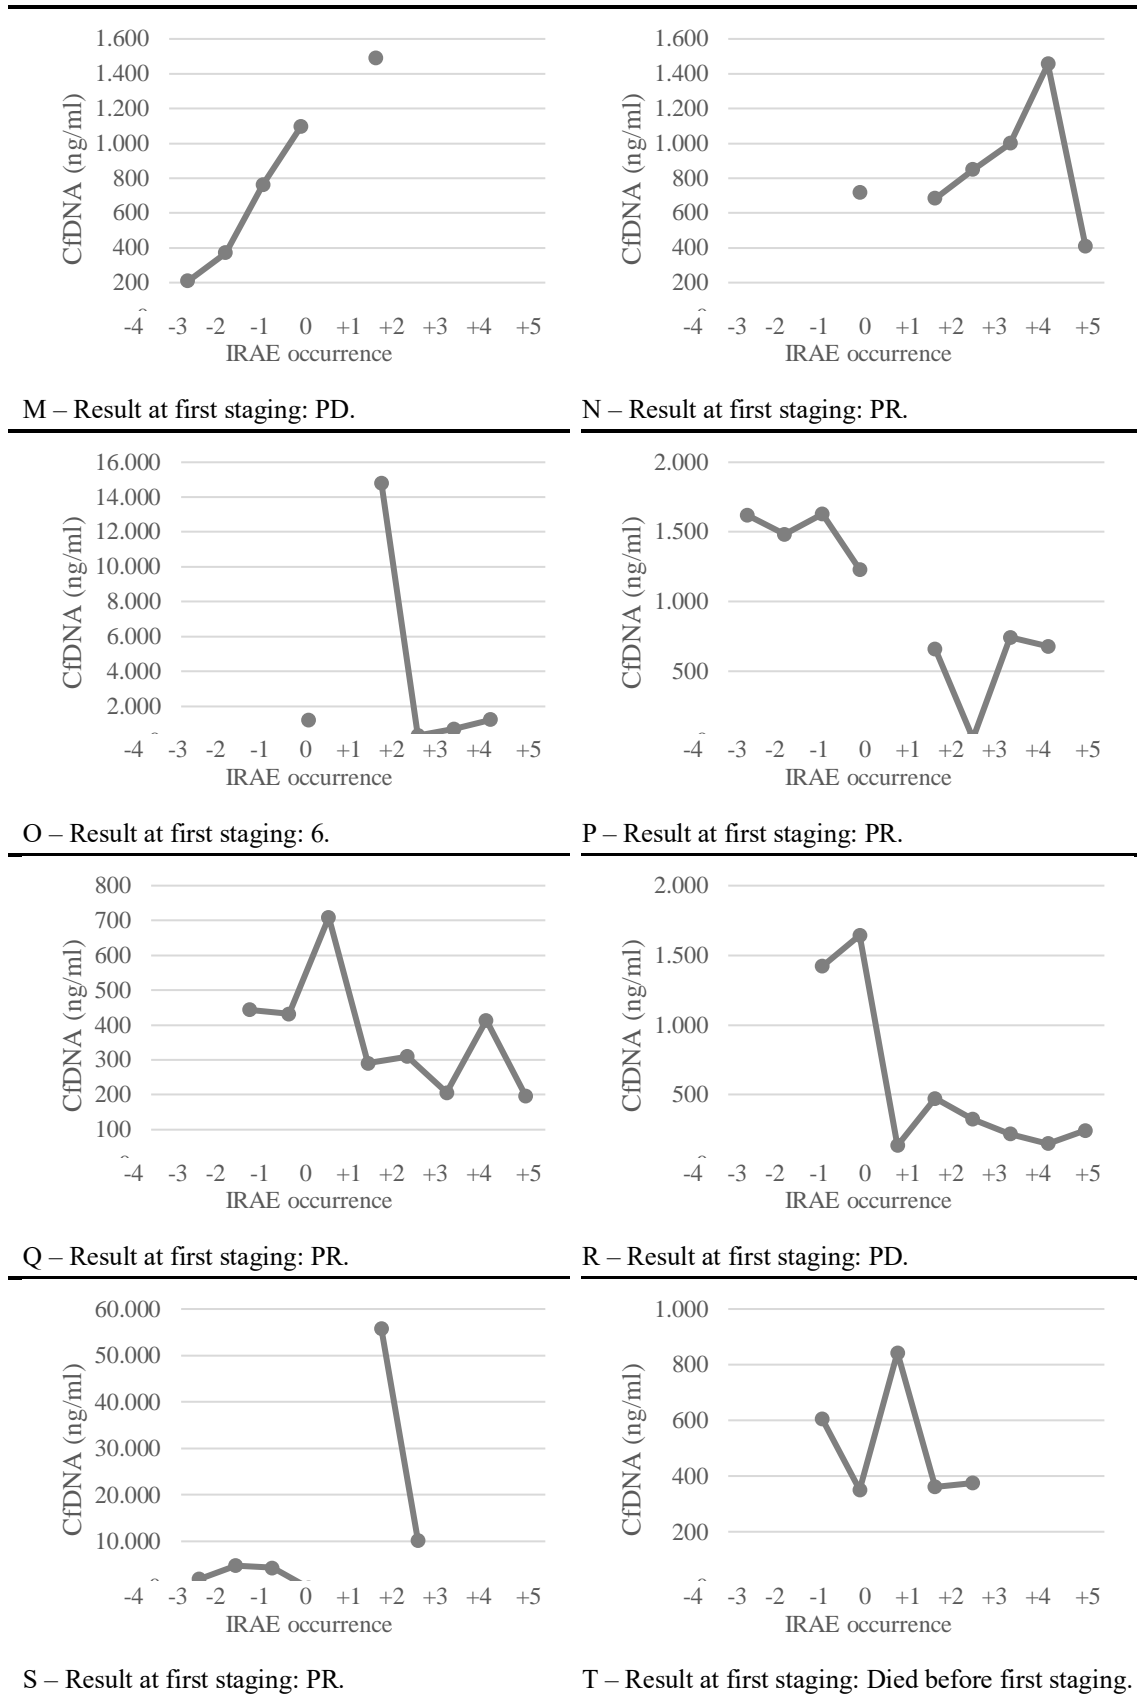 1.600
1.400
1.200
1.000
800
600
400
200
CfDNA (ng/ml)
-4 -3 -2 -1 0 +1 +2 +3 +4 +5
IRAE occurrence
M – Result at first staging: PD.
1.600
1.400
1.200
1.000
800
600
400
200
CfDNA (ng/ml)
-4 -3 -2 -1 0 +1 +2 +3 +4 +5
IRAE occurrence
N – Result at first staging: PR.
16.000
14.000
12.000
10.000
8.000
6.000
4.000
2.000
CfDNA (ng/ml)
-4 -3 -2 -1 0 +1 +2 +3 +4 +5
IRAE occurrence
O – Result at first staging: 6.
2.000
1.500
1.000
500
CfDNA (ng/ml)
-4 -3 -2 -1 0 +1 +2 +3 +4 +5
IRAE occurrence
P – Result at first staging: PR.
800
700
600
500
400
300
200
100
CfDNA (ng/ml)
-4 -3 -2 -1 0 +1 +2 +3 +4 +5
IRAE occurrence
Q – Result at first staging: PR.
2.000
1.500
1.000
500
CfDNA (ng/ml)
-4 -3 -2 -1 0 +1 +2 +3 +4 +5
IRAE occurrence
R – Result at first staging: PD.
60.000
50.000
40.000
30.000
20.000
10.000
CfDNA (ng/ml)
-4 -3 -2 -1 0 +1 +2 +3 +4 +5
IRAE occurrence
S – Result at first staging: PR.
1.000
800
600
400
200
CfDNA (ng/ml)
-4 -3 -2 -1 0 +1 +2 +3 +4 +5
IRAE occurrence
T – Result at first staging: Died before first staging.